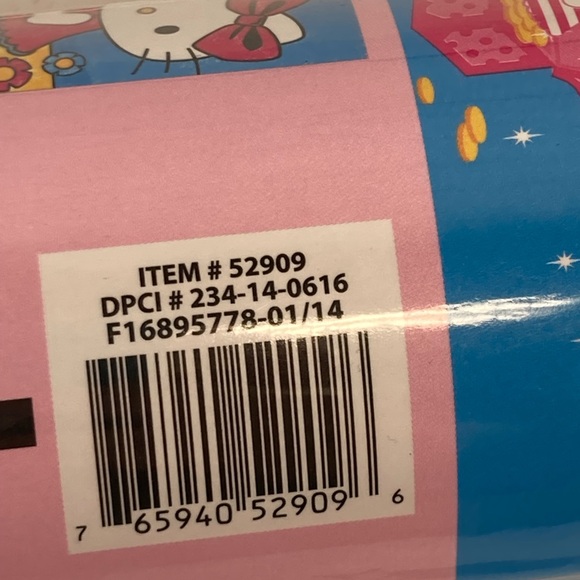 ITEM # 52909
DPCI # 234-14-0616
F16895778-01/14
7 65940 52909 6